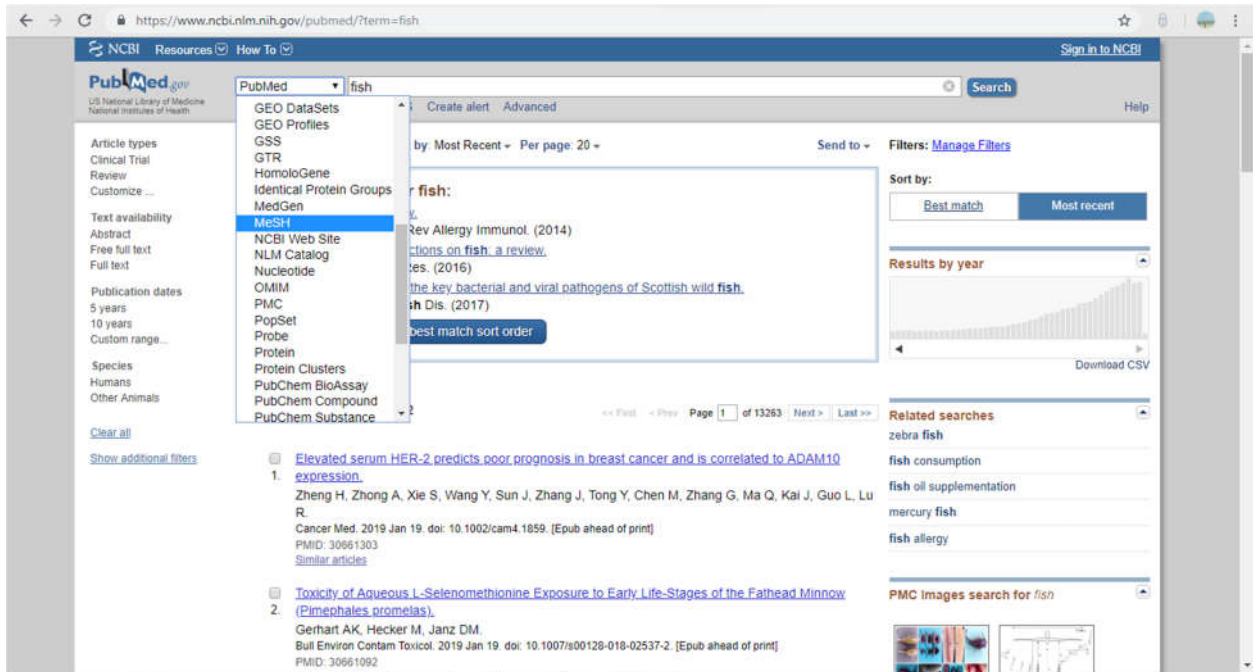 https://www.ncbi.nlm.nih.gov/pubmed/?term=fish
NCBI Resources How To Sign in to NCBI
PubMed.gov
US National Library of Medicine
National Institutes of Health
PubMed fish Search
Create alert Advanced Help
GEO DataSets
GEO Profiles
GSS
GTR
HomoloGene
Identical Protein Groups
MedGen
MeSH
NCBI Web Site
NLM Catalog
Nucleotide
OMIM
PMC
PopSet
Probe
Protein
Protein Clusters
PubChem BioAssay
PubChem Compound
PubChem Substance
Article types
Clinical Trial
Review
Customize ...
Text availability
Abstract
Free full text
Full text
Publication dates
5 years
10 years
Custom range...
Species
Humans
Other Animals
Clear all
Show additional filters
by: Most Recent Per page: 20 Send to
fish:
Rev Allergy Immunol. (2014)
ctions on fish: a review.
es. (2016)
the key bacterial and viral pathogens of Scottish wild fish.
sh Dis. (2017)
best match sort order
<< First < Prev Page 1 of 13263 Next > Last >>
1. Elevated serum HER-2 predicts poor prognosis in breast cancer and is correlated to ADAM10
expression.
Zheng H, Zhong A, Xie S, Wang Y, Sun J, Zhang J, Tong Y, Chen M, Zhang G, Ma Q, Kai J, Guo L, Lu
R.
Cancer Med. 2019 Jan 19. doi: 10.1002/cam4.1859. [Epub ahead of print]
PMID: 30661303
Similar articles
2. Toxicity of Aqueous L-Selenomethionine Exposure to Early Life-Stages of the Fathead Minnow
(Pimephales promelas).
Gerhart AK, Hecker M, Janz DM.
Bull Environ Contam Toxicol. 2019 Jan 19. doi: 10.1007/s00128-018-02537-2. [Epub ahead of print]
PMID: 30661092
Filters: Manage Filters
Sort by:
Best match Most recent
Results by year
Download CSV
Related searches
zebra fish
fish consumption
fish oil supplementation
mercury fish
fish allergy
PMC Images search for fish